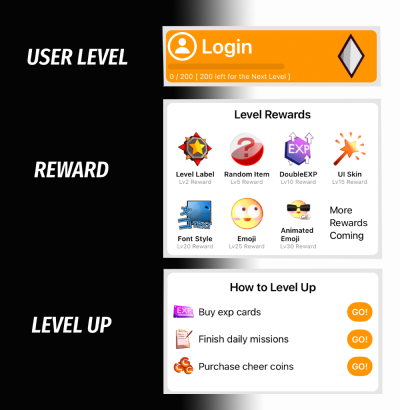 USER LEVEL
Login
0 / 200 [ 200 left for the Next Level ]
REWARD
Level Rewards
?
EXP
Level Label
Lv2 Reward
Random Item
Lv5 Reward
DoubleEXP
Lv10 Reward
UI Skin
Lv15 Reward
Font Style
Lv20 Reward
Emoji
Lv25 Reward
Animated
Emoji
Lv30 Reward
More
Rewards
Coming
LEVEL UP
How to Level Up
EXP
Buy exp cards
GO!
Finish daily missions
GO!
Purchase cheer coins
GO!